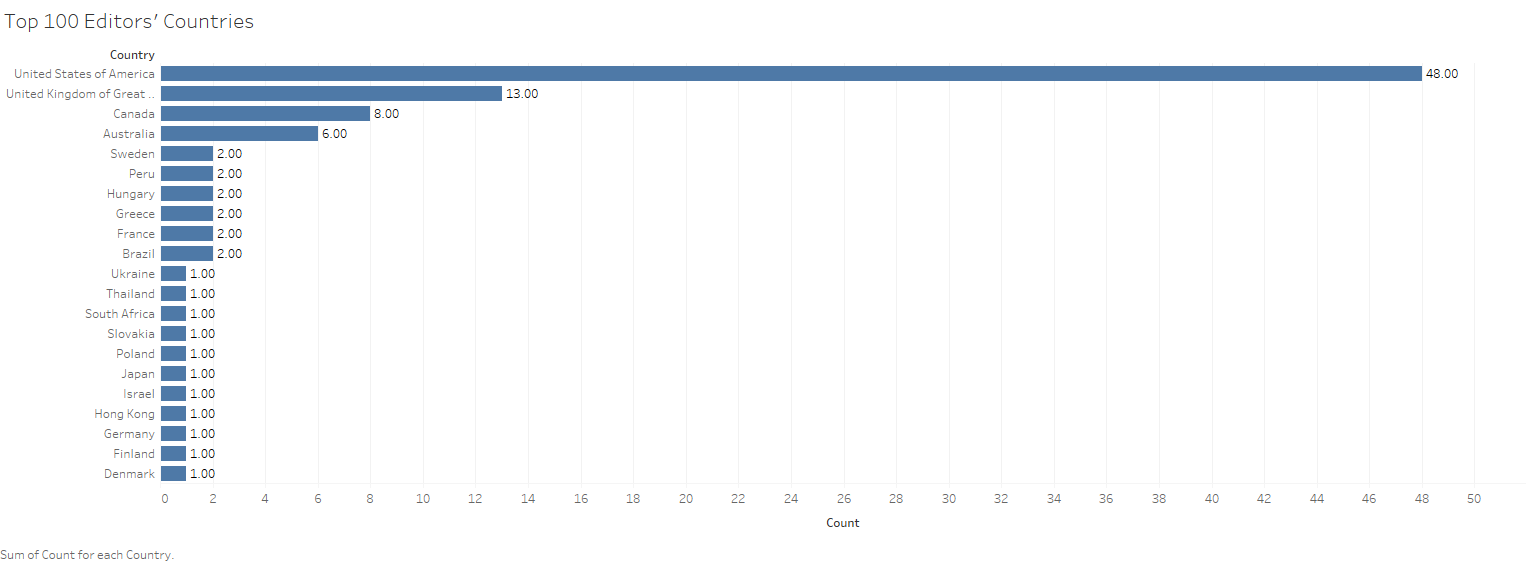 Top 100 Editors' Countries
Country
United States of America 48.00
United Kingdom of Great .. 13.00
Canada 8.00
Australia 6.00
Sweden 2.00
Peru 2.00
Hungary 2.00
Greece 2.00
France 2.00
Brazil 2.00
Ukraine 1.00
Thailand 1.00
South Africa 1.00
Slovakia 1.00
Poland 1.00
Japan 1.00
Israel 1.00
Hong Kong 1.00
Germany 1.00
Finland 1.00
Denmark 1.00
0 2 4 6 8 10 12 14 16 18 20 22 24 26 28 30 32 34 36 38 40 42 44 46 48 50
Count
Sum of Count for each Country.